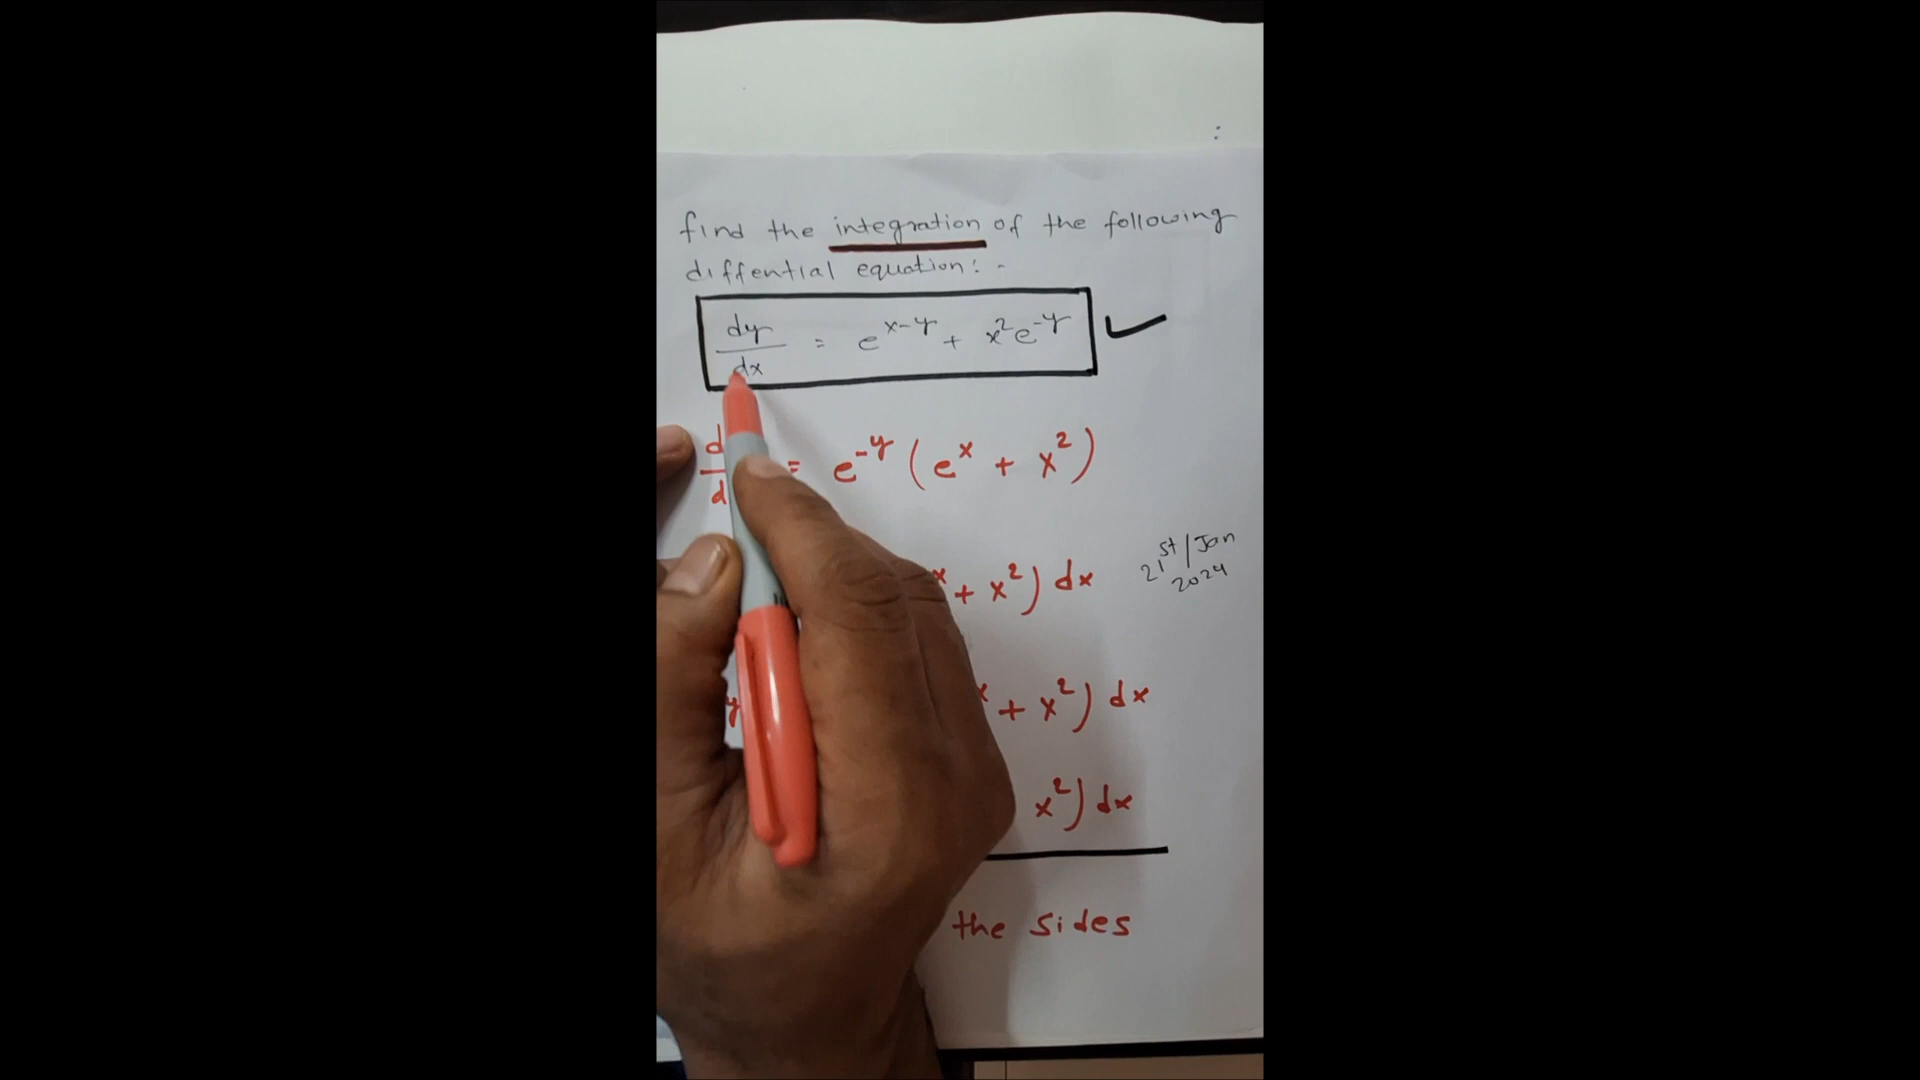 find the integration of the following
diffential equation: -
dy/dx = e^x-y + x²e^-y
= e^-y (e^x + x²)
+ x²) dx
21st/Jan
2024
+ x²) dx
x²) dx
the sides